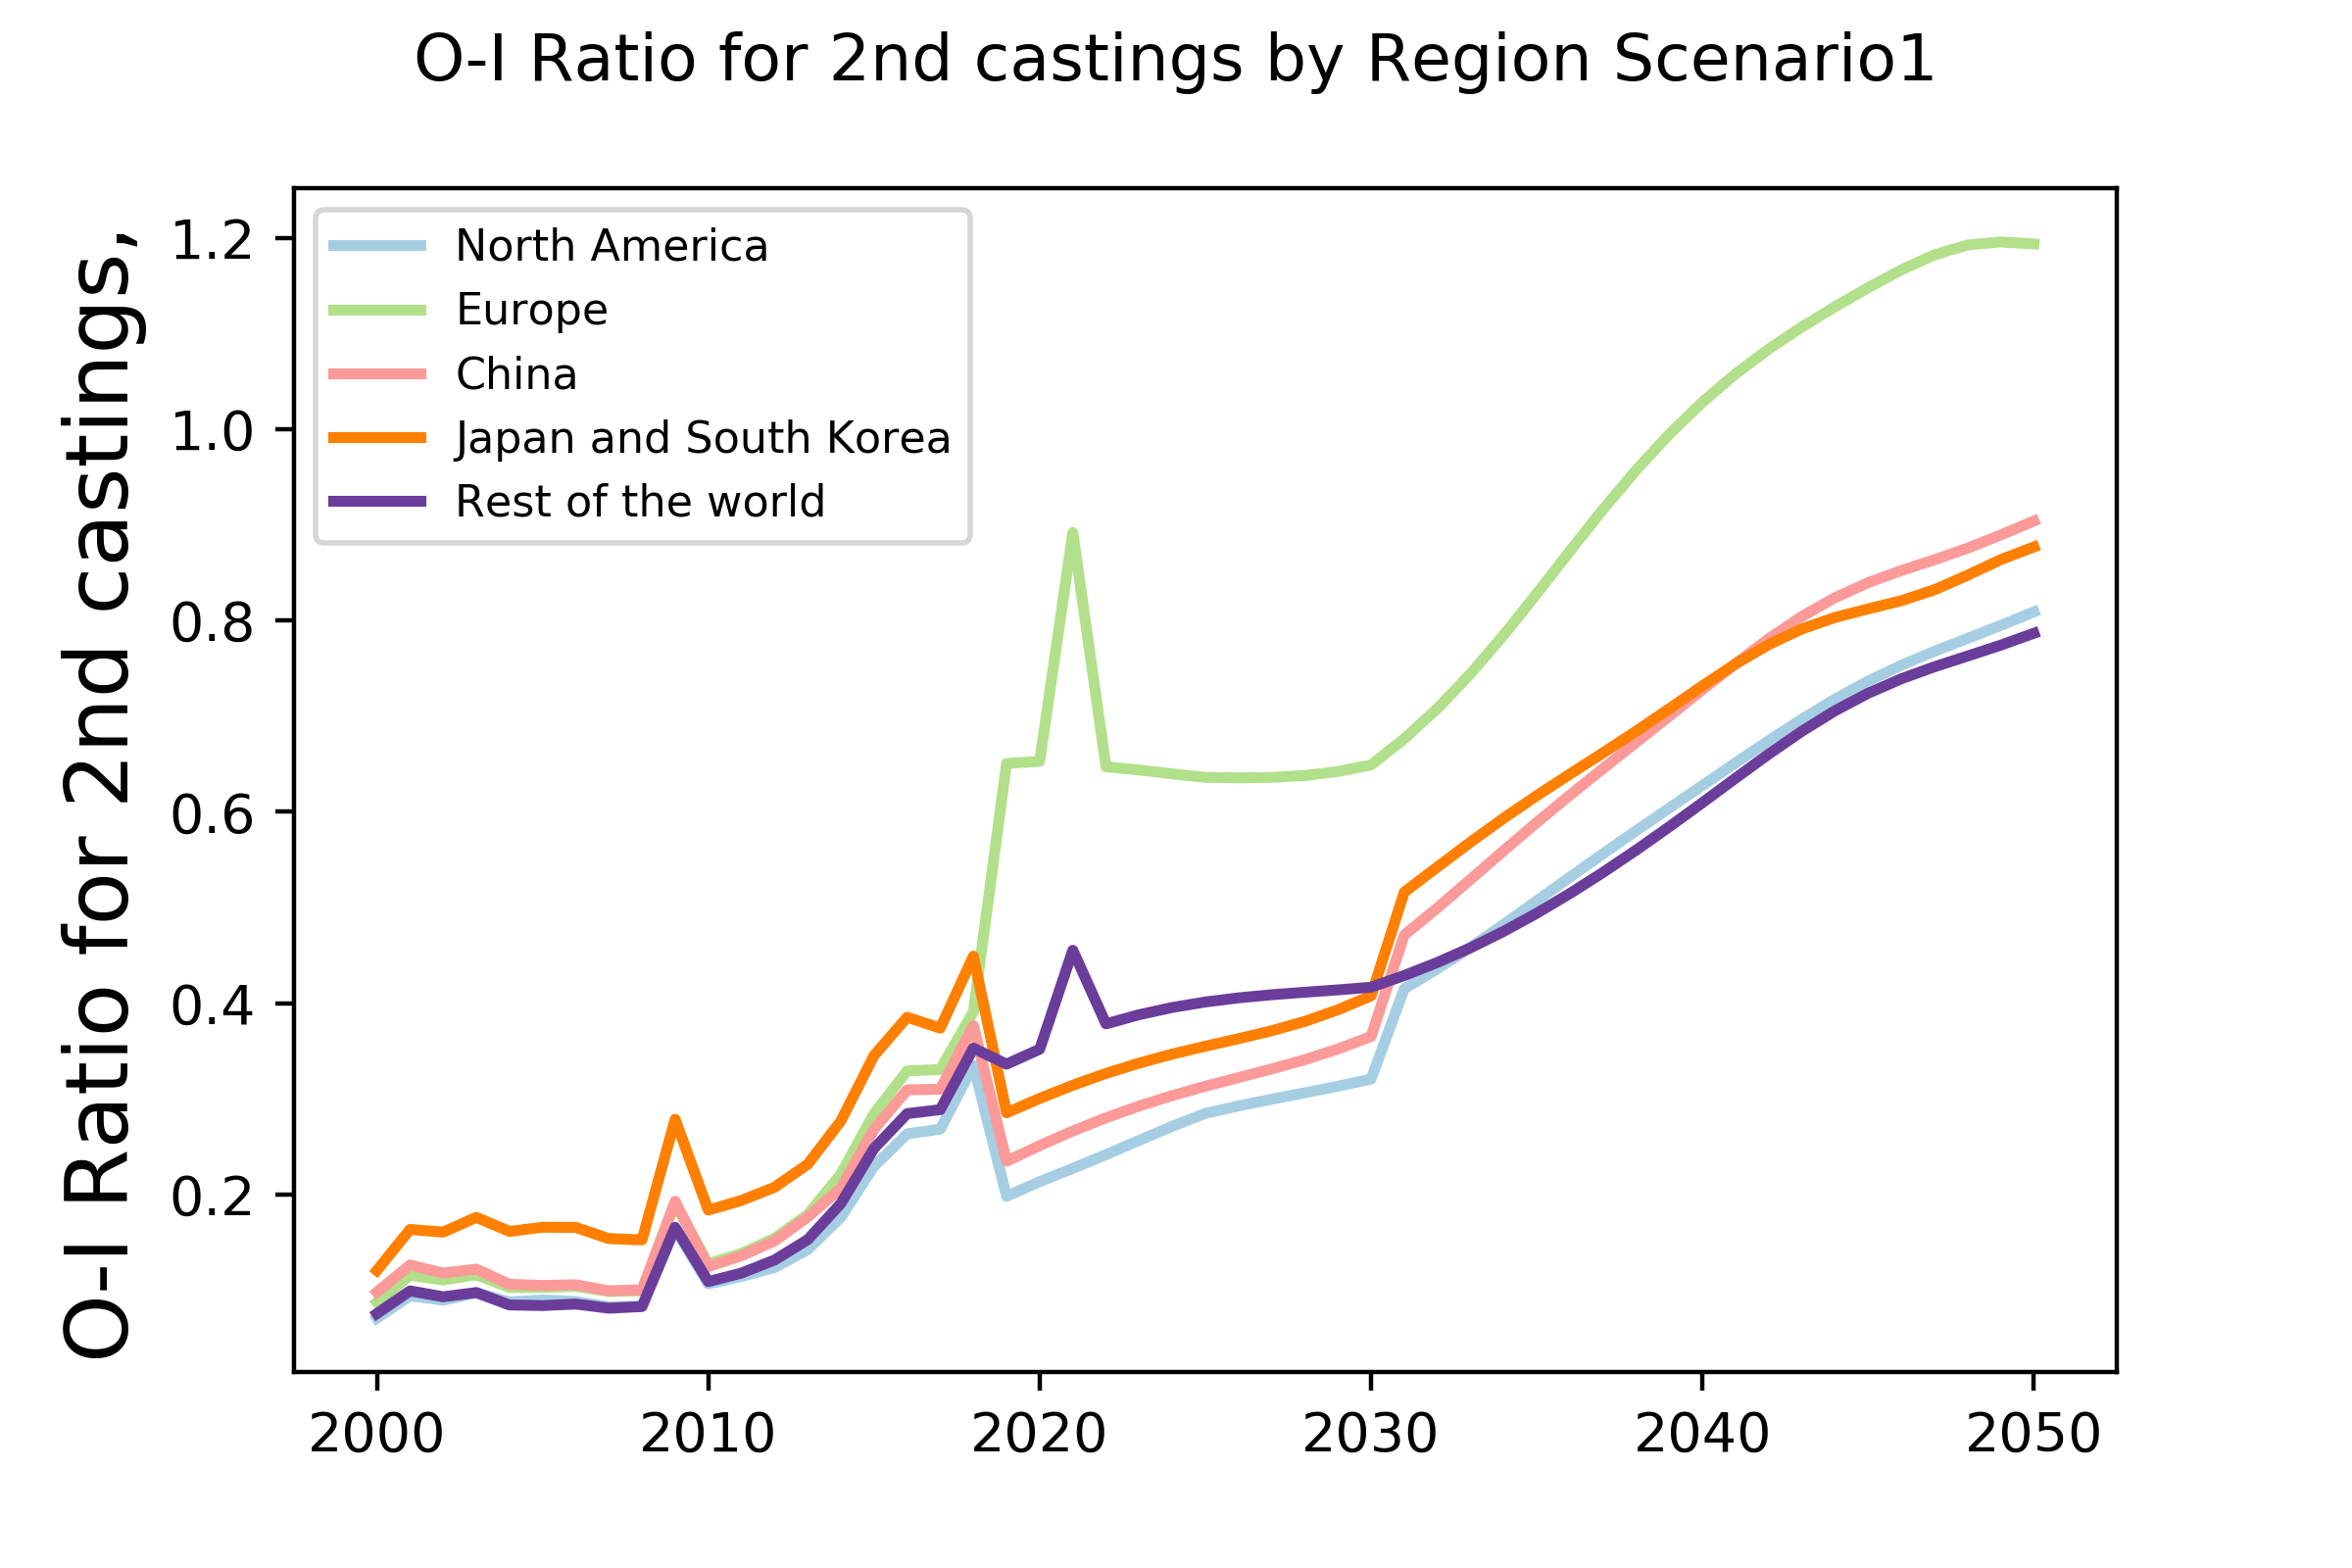 O-I Ratio for 2nd castings by Region Scenario1
O-I Ratio for 2nd castings,
1.2
1.0
0.8
0.6
0.4
0.2
North America
Europe
China
Japan and South Korea
Rest of the world
2000 2010 2020 2030 2040 2050